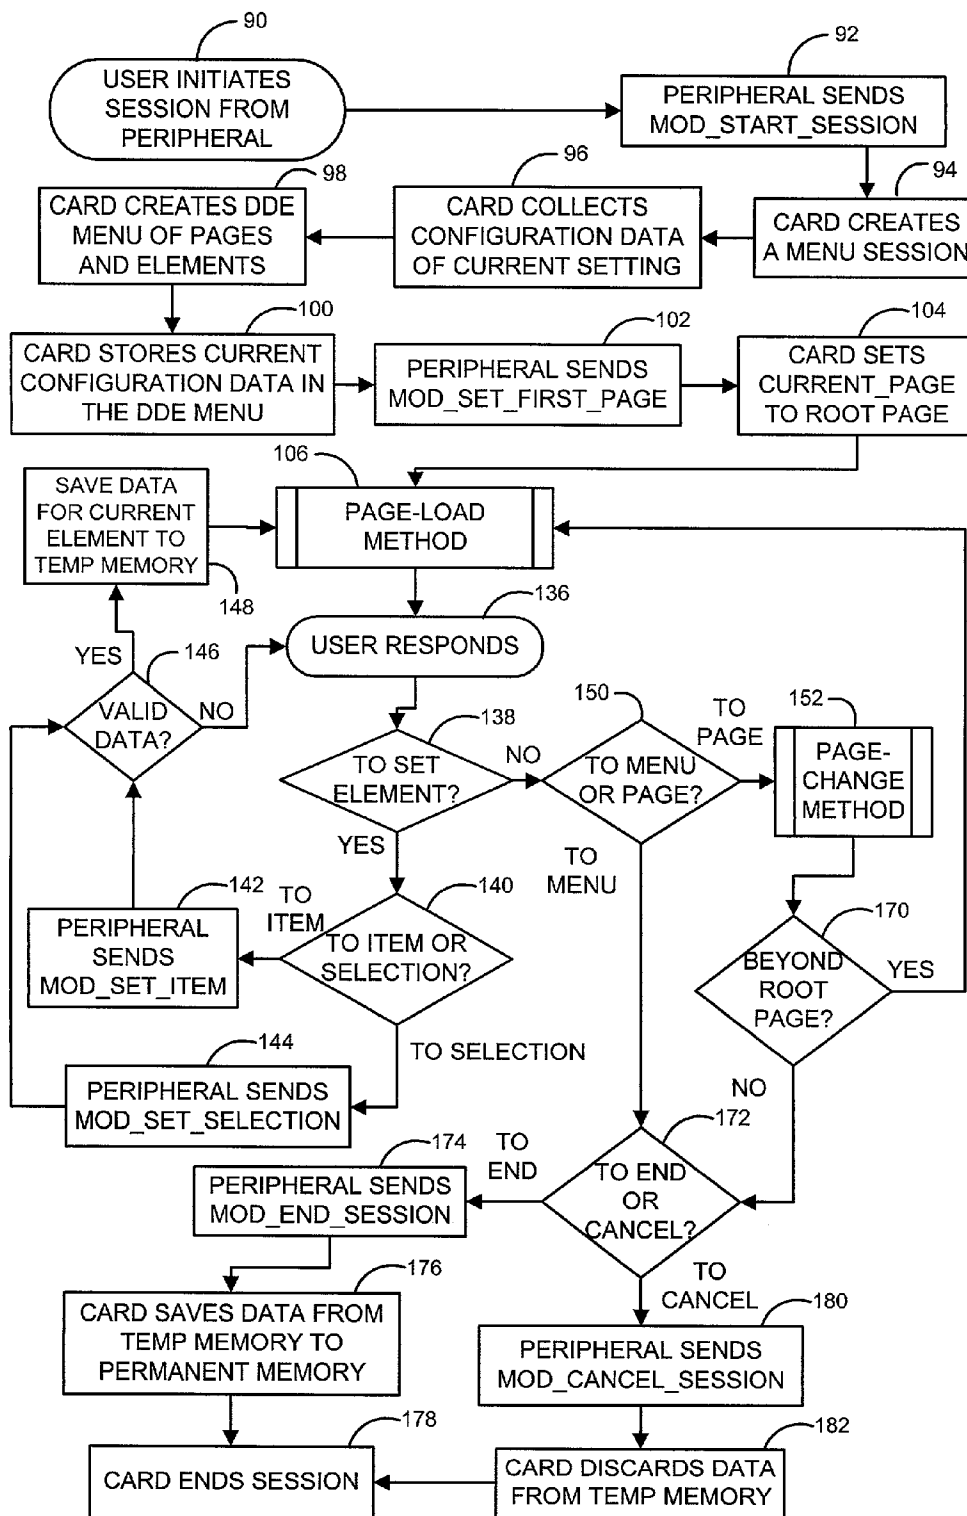 90
USER INITIATES
SESSION FROM
PERIPHERAL
92
PERIPHERAL SENDS
MOD_START_SESSION
94
CARD CREATES
A MENU SESSION
96
CARD COLLECTS
CONFIGURATION DATA
OF CURRENT SETTING
98
CARD CREATES DDE
MENU OF PAGES
AND ELEMENTS
100
CARD STORES CURRENT
CONFIGURATION DATA IN
THE DDE MENU
102
PERIPHERAL SENDS
MOD_SET_FIRST_PAGE
104
CARD SETS
CURRENT_PAGE
TO ROOT PAGE
106
PAGE-LOAD
METHOD
SAVE DATA
FOR CURRENT
ELEMENT TO
TEMP MEMORY
148
136
USER RESPONDS
YES
146
VALID
DATA?
NO
138
TO SET
ELEMENT?
NO
YES
150
TO MENU
OR PAGE?
TO
PAGE
TO
MENU
152
PAGE-
CHANGE
METHOD
142
PERIPHERAL
SENDS
MOD_SET_ITEM
TO
ITEM
140
TO ITEM OR
SELECTION?
TO SELECTION
170
BEYOND
ROOT
PAGE?
YES
NO
144
PERIPHERAL SENDS
MOD_SET_SELECTION
172
TO END
OR
CANCEL?
TO
END
TO
CANCEL
174
PERIPHERAL SENDS
MOD_END_SESSION
176
CARD SAVES DATA FROM
TEMP MEMORY TO
PERMANENT MEMORY
180
PERIPHERAL SENDS
MOD_CANCEL_SESSION
178
CARD ENDS SESSION
182
CARD DISCARDS DATA
FROM TEMP MEMORY